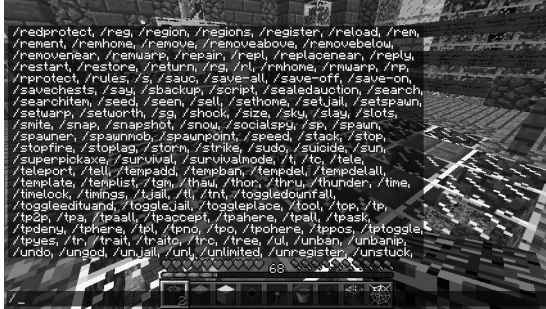 /redprotect, /reg, /region, /regions, /register, /reload, /rem,
/rement, /remhome, /remove, /removeabove, /removebelow,
/removenear, /remwarp, /repair, /repl, /replacenear, /reply,
/restart, /restore, /return, /rg, /rl, /rmhome, /rmwarp, /rp,
/rprotect, /rules, /s, /sauc, /save-all, /save-off, /save-on,
/savechests, /say, /sbackup, /script, /sealedauction, /search,
/searchitem, /seed, /seen, /sell, /sethome, /setjail, /setspawn,
/setwarp, /setworth, /sg, /shock, /size, /sky, /slay, /slots,
/smite, /snap, /snapshot, /snow, /socialspy, /sp, /spawn,
/spawner, /spawnmob, /spawnpoint, /speed, /stack, /stop,
/stopfire, /stoplag, /storm, /strike, /sudo, /suicide, /sun,
/superpickaxe, /survival, /survivalmode, /t, /tc, /tele,
/teleport, /tell, /tempadd, /tempban, /tempdel, /tempdelall,
/template, /templist, /tgm, /thaw, /thor, /thru, /thunder, /time,
/timelock, /timings, /tjail, /tl, /tnt, /toggledownfall,
/toggleeditwand, /togglejail, /toggleplace, /tool, /top, /tp,
/tp2p, /tpa, /tpaall, /tpaccept, /tpahere, /tpall, /tpask,
/tpdeny, /tphere, /tpl, /tpno, /tpo, /tpohere, /tppos, /tptoggle,
/tpyes, /tr, /trait, /traitc, /trc, /tree, /ul, /unban, /unbanip,
/undo, /ungod, /unjail, /unl, /unlimited, /unregister, /unstuck,
68
2
/_